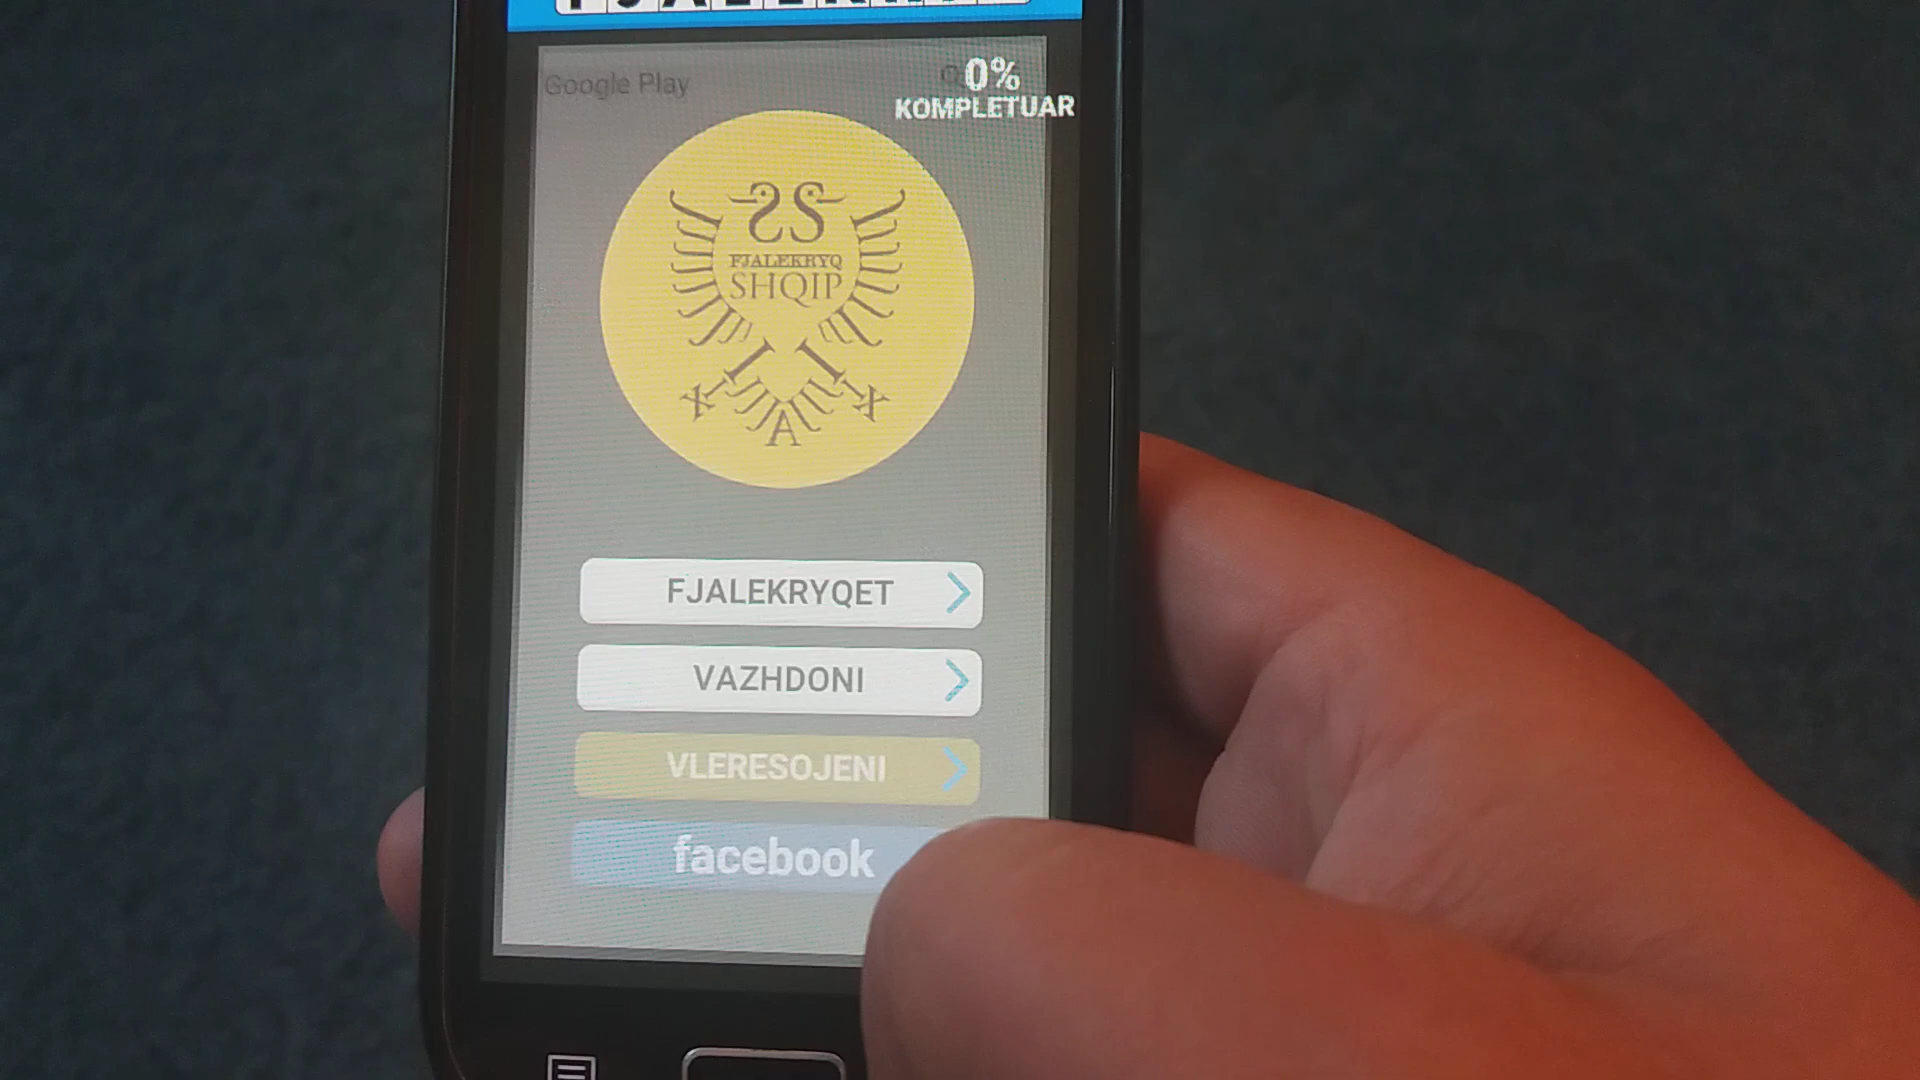 Google Play
0%
KOMPLETUAR
FJALEKRYQ
SHQIP
X A X
FJALEKRYQET
VAZHDONI
VLERESOJENI
facebook